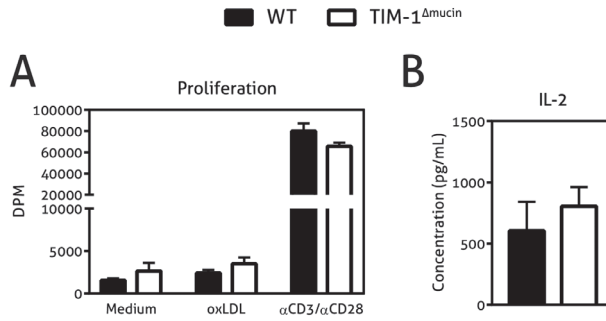 WT TIM-1Δmucin
A B
Proliferation
IL-2
DPM
100000
80000
60000
40000
20000
10000
5000
0
Medium oxLDL αCD3/αCD28
Concentration (pg/mL)
1500
1000
500
0